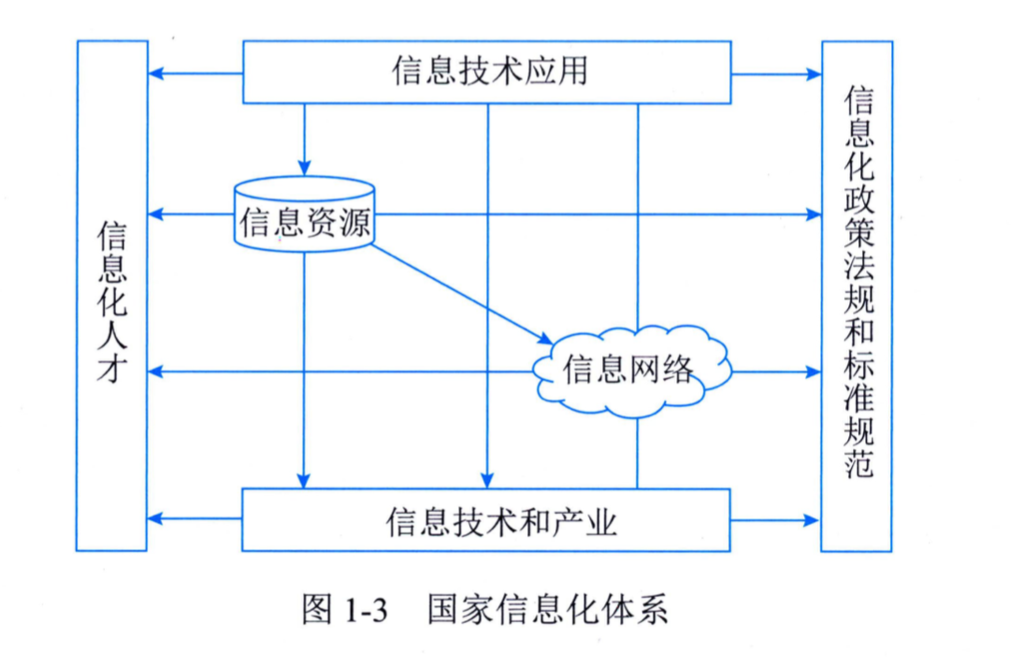 信息技术应用
信息资源
信息化人才
信息网络
信息化政策法规和标准规范
信息技术和产业
图 1-3 国家信息化体系